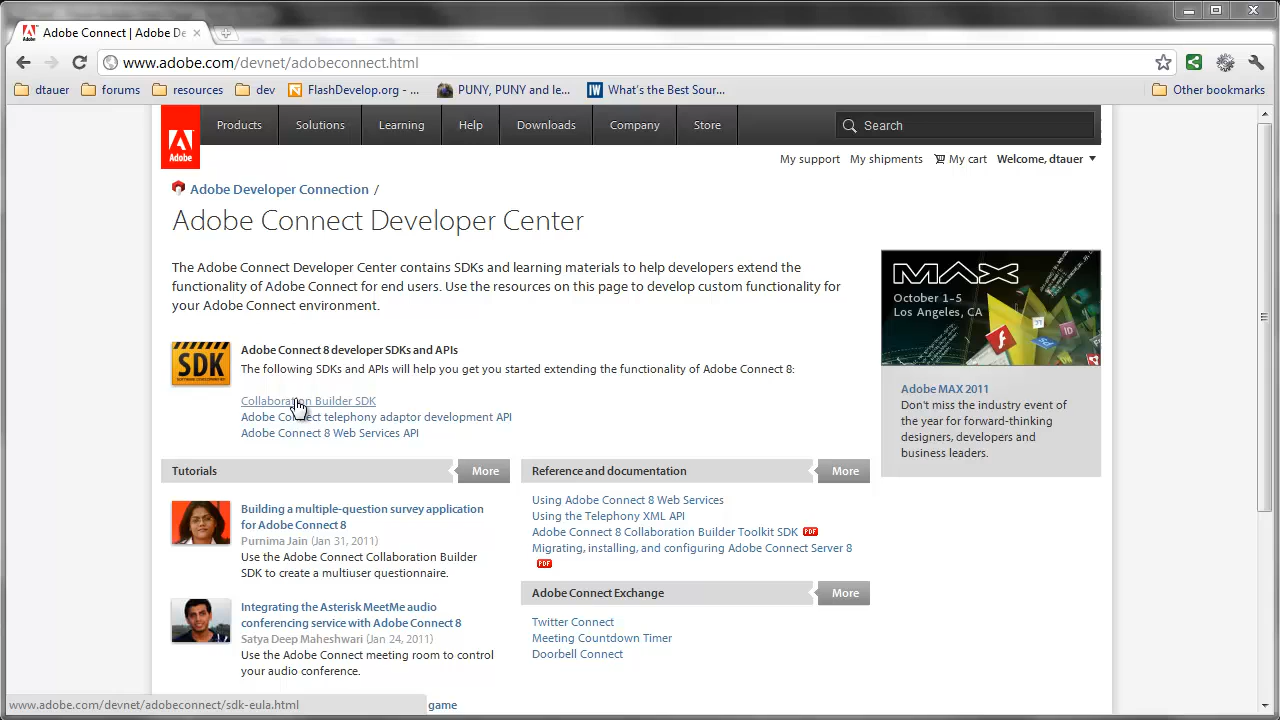 Adobe Connect | Adobe De
www.adobe.com/devnet/adobeconnect.html
dtauer
forums
resources
dev
FlashDevelop.org - ...
PUNY, PUNY and le...
What's the Best Sour...
Other bookmarks
Adobe
Products
Solutions
Learning
Help
Downloads
Company
Store
Search
My support
My shipments
My cart
Welcome, dtauer
Adobe Developer Connection /
Adobe Connect Developer Center
The Adobe Connect Developer Center contains SDKs and learning materials to help developers extend the
functionality of Adobe Connect for end users. Use the resources on this page to develop custom functionality for
your Adobe Connect environment.
MAX
October 1-5
Los Angeles, CA
SDK
Adobe Connect 8 developer SDKs and APIs
The following SDKs and APIs will help you get you started extending the functionality of Adobe Connect 8:
Collaboration Builder SDK
Adobe Connect telephony adaptor development API
Adobe Connect 8 Web Services API
Adobe MAX 2011
Don't miss the industry event of
the year for forward-thinking
designers, developers and
business leaders.
Tutorials
More
Building a multiple-question survey application
for Adobe Connect 8
Purnima Jain (Jan 31, 2011)
Use the Adobe Connect Collaboration Builder
SDK to create a multiuser questionnaire.
Integrating the Asterisk MeetMe audio
conferencing service with Adobe Connect 8
Satya Deep Maheshwari (Jan 24, 2011)
Use the Adobe Connect meeting room to control
your audio conference.
game
Reference and documentation
More
Using Adobe Connect 8 Web Services
Using the Telephony XML API
Adobe Connect 8 Collaboration Builder Toolkit SDK PDF
Migrating, installing, and configuring Adobe Connect Server 8
PDF
Adobe Connect Exchange
More
Twitter Connect
Meeting Countdown Timer
Doorbell Connect
www.adobe.com/devnet/adobeconnect/sdk-eula.html